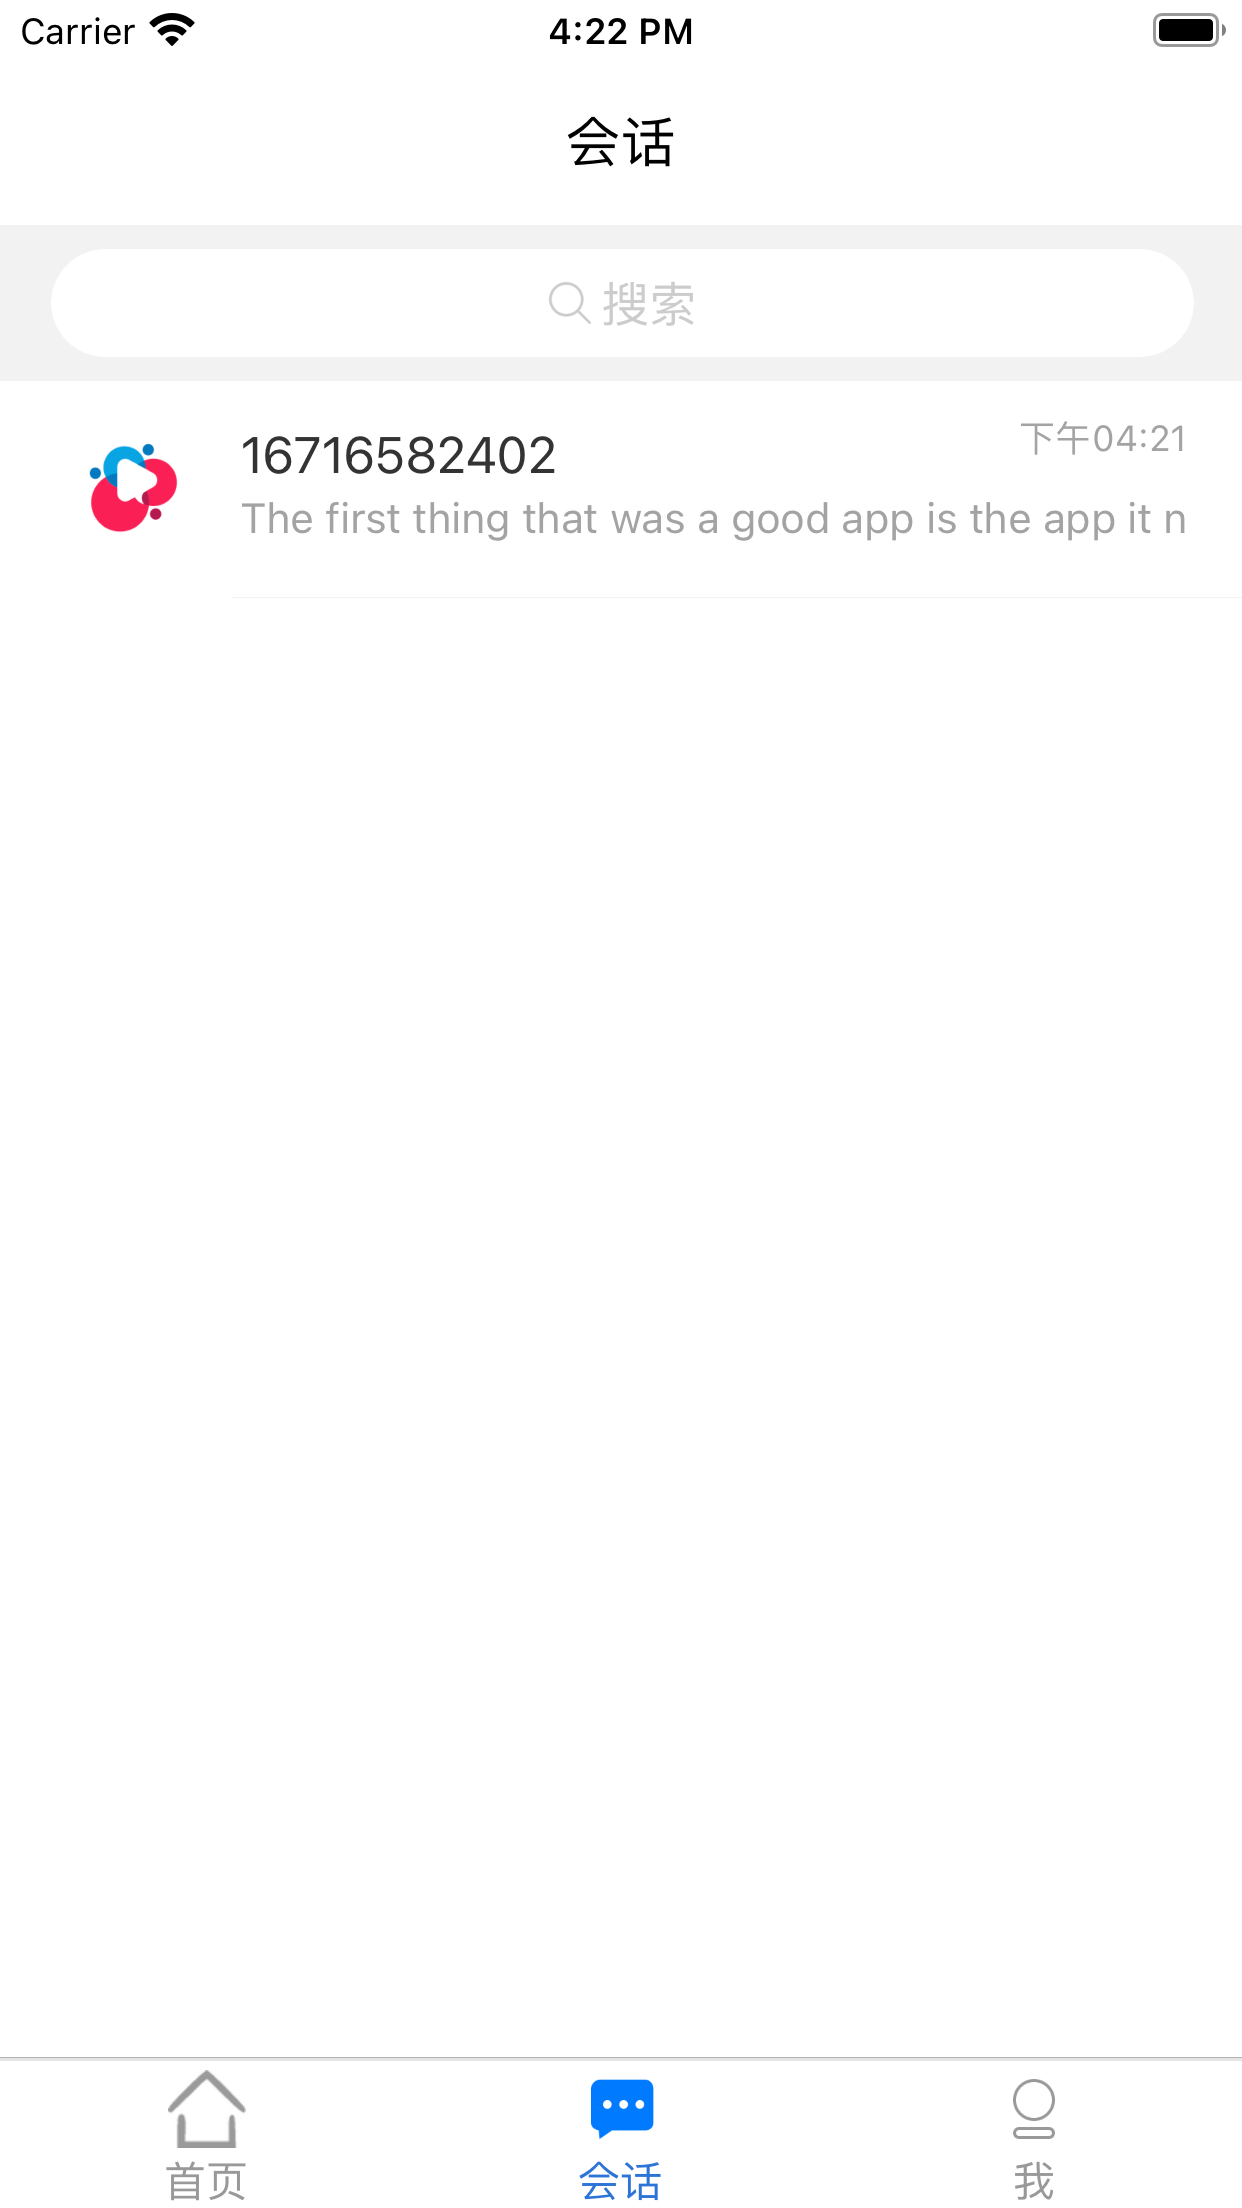 Carrier 4:22 PM
会话
搜索
16716582402 下午04:21
The first thing that was a good app is the app it n
首页 会话 我